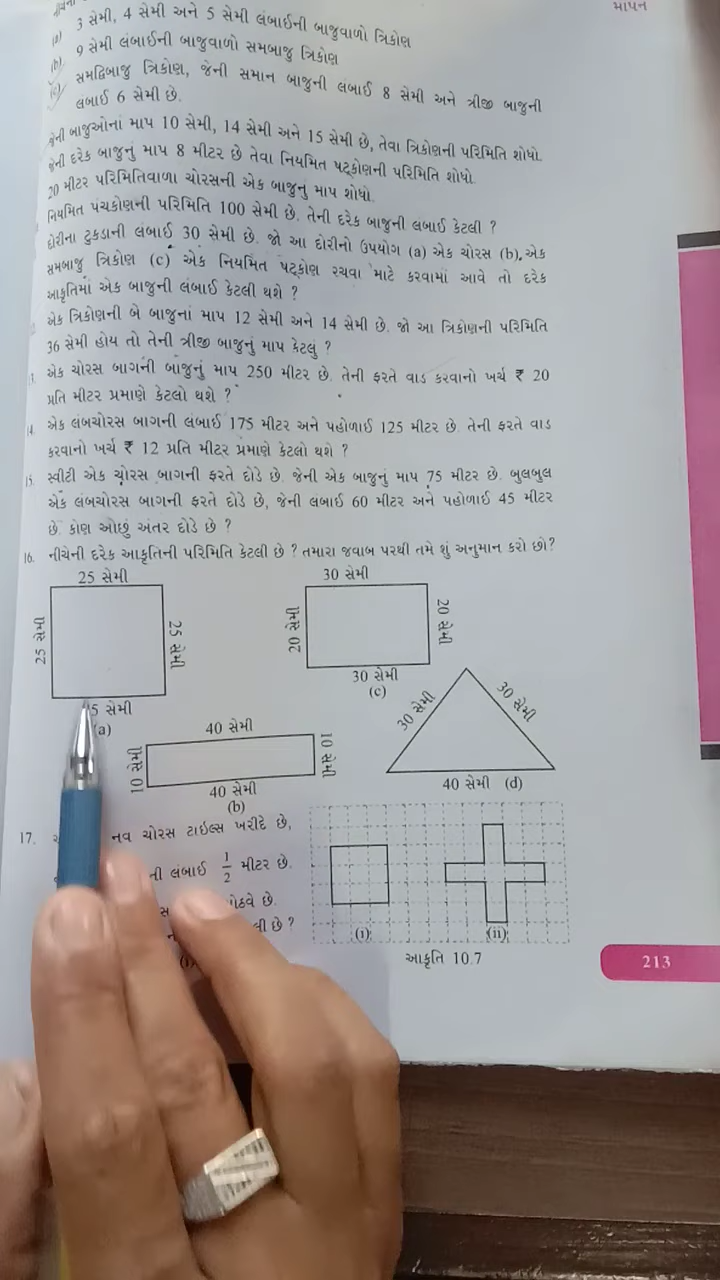 માપન
(a) 3 સેમી, 4 સેમી અને 5 સેમી લંબાઈની બાજુવાળો ત્રિકોણ
(b) 9 સેમી લંબાઈની બાજુવાળો સમબાજુ ત્રિકોણ
(c) સમદ્વિબાજુ ત્રિકોણ, જેની સમાન બાજુની લંબાઈ 8 સેમી અને ત્રીજી બાજુની
લંબાઈ 6 સેમી છે.
જેની બાજુઓનાં માપ 10 સેમી, 14 સેમી અને 15 સેમી છે, તેવા ત્રિકોણની પરિમિતિ શોધો.
જેની દરેક બાજુનું માપ 8 મીટર છે તેવા નિયમિત ષટ્કોણની પરિમિતિ શોધો.
20 મીટર પરિમિતિવાળા ચોરસની એક બાજુનું માપ શોધો.
નિયમિત પંચકોણની પરિમિતિ 100 સેમી છે. તેની દરેક બાજુની લંબાઈ કેટલી ?
દોરીના ટુકડાની લંબાઈ 30 સેમી છે. જો આ દોરીનો ઉપયોગ (a) એક ચોરસ (b) એક
સમબાજુ ત્રિકોણ (c) એક નિયમિત ષટ્કોણ રચવા માટે કરવામાં આવે તો દરેક
આકૃતિમાં એક બાજુની લંબાઈ કેટલી થશે ?
એક ત્રિકોણની બે બાજુનાં માપ 12 સેમી અને 14 સેમી છે. જો આ ત્રિકોણની પરિમિતિ
36 સેમી હોય તો તેની ત્રીજી બાજુનું માપ કેટલું ?
એક ચોરસ બાગની બાજુનું માપ 250 મીટર છે. તેની ફરતે વાડ કરવાનો ખર્ચ ₹ 20
પ્રતિ મીટર પ્રમાણે કેટલો થશે ?
14. એક લંબચોરસ બાગની લંબાઈ 175 મીટર અને પહોળાઈ 125 મીટર છે. તેની ફરતે વાડ
કરવાનો ખર્ચ ₹ 12 પ્રતિ મીટર પ્રમાણે કેટલો થશે ?
15. સ્વીટી એક ચોરસ બાગની ફરતે દોડે છે. જેની એક બાજુનું માપ 75 મીટર છે. બુલબુલ
એક લંબચોરસ બાગની ફરતે દોડે છે, જેની લંબાઈ 60 મીટર અને પહોળાઈ 45 મીટર
છે. કોણ ઓછું અંતર દોડે છે ?
16. નીચેની દરેક આકૃતિની પરિમિતિ કેટલી છે ? તમારા જવાબ પરથી તમે શું અનુમાન કરો છો?
25 સેમી
25 સેમી
25 સેમી
5 સેમી
(a)
30 સેમી
20 સેમી
20 સેમી
30 સેમી
(c)
40 સેમી
10 સેમી
10 સેમી
40 સેમી
(b)
30 સેમી
30 સેમી
40 સેમી (d)
17. નવ ચોરસ ટાઇલ્સ ખરીદે છે,
ની લંબાઈ 1/2 મીટર છે.
ગોઠવે છે.
લી છે ?
(i)
(ii)
આકૃતિ 10.7
213